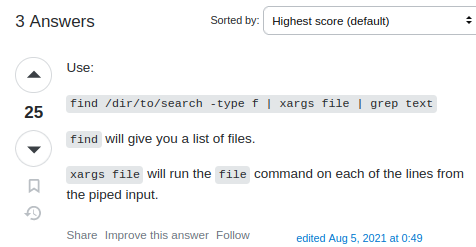 3 Answers
Sorted by:
Highest score (default)
Use:
25
find /dir/to/search -type f | xargs file | grep text
find will give you a list of files.
xargs file will run the file command on each of the lines from
the piped input.
Share Improve this answer Follow
edited Aug 5, 2021 at 0:49